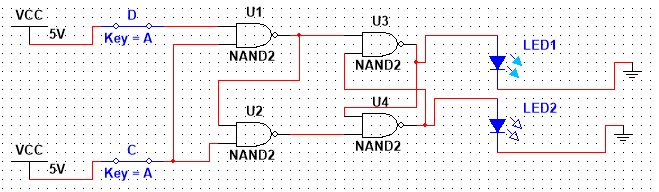 VCC
5V
D
Key = A
U1
NAND2
U3
NAND2
LED1
U2
NAND2
U4
NAND2
LED2
VCC
5V
C
Key = A